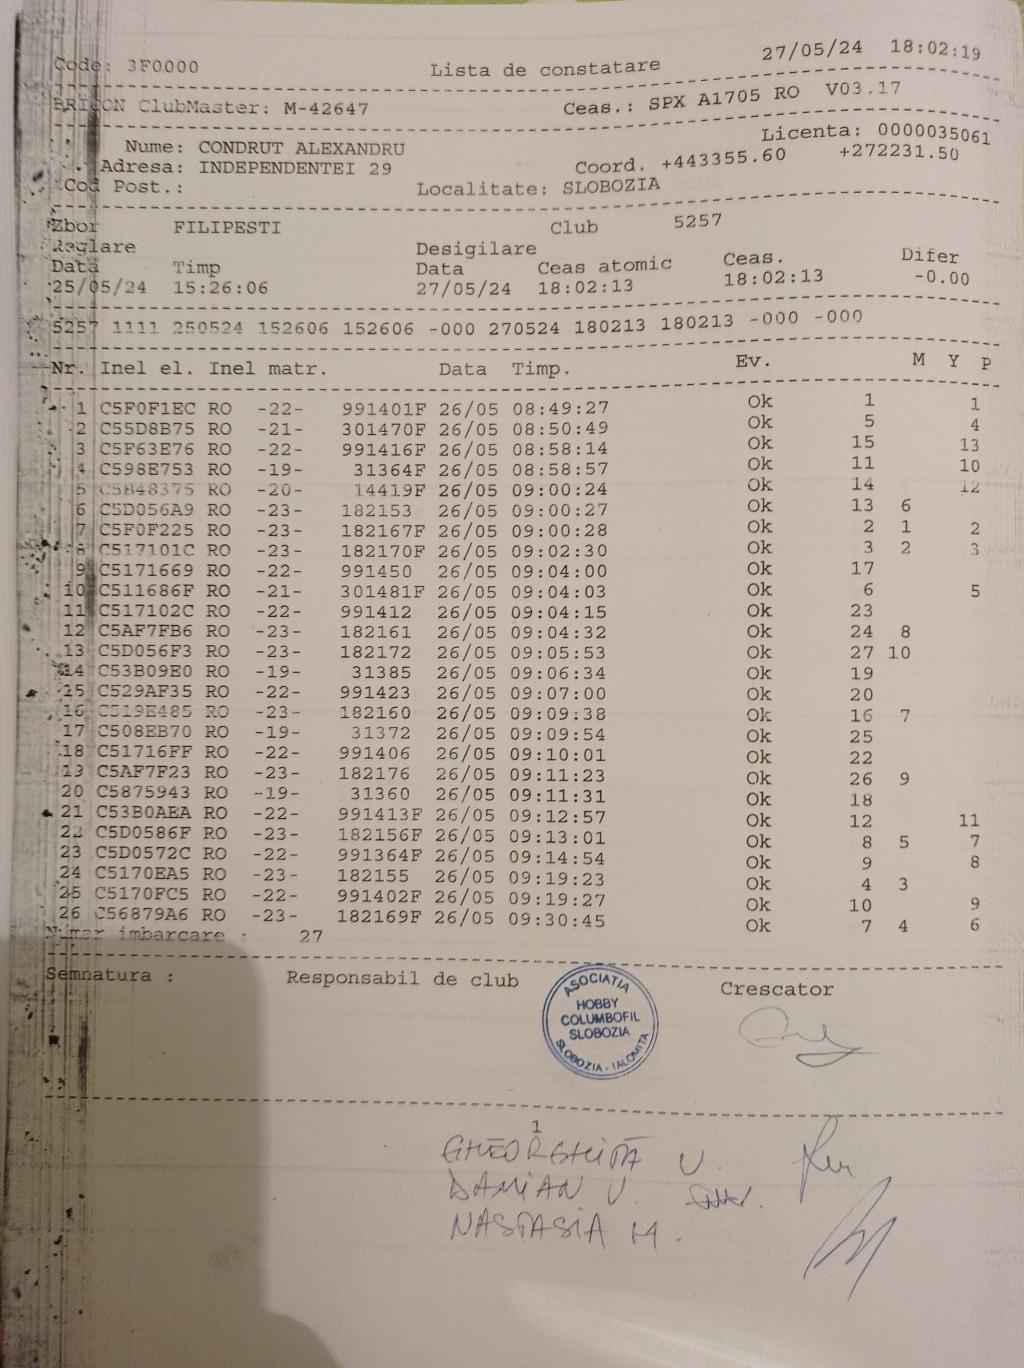 27/05/24 18:02:19
Code: 3F0000 Lista de constatare
BRICON ClubMaster: M-42647 Ceas.: SPX A1705 RO V03.17
Licenta: 0000035061
Nume: CONDRUT ALEXANDRU
Adresa: INDEPENDENTEI 29 Coord. +443355.60 +272231.50
Cod Post.: Localitate: SLOBOZIA
Zbor FILIPESTI Club 5257
Reglare Desigilare
Data Timp Data Ceas atomic Ceas. Difer
25/05/24 15:26:06 27/05/24 18:02:13 18:02:13 -0.00
5257 1111 250524 152606 152606 -000 270524 180213 180213 -000 -000
Nr. Inel el. Inel matr. Data Timp. Ev. M Y P
1 C5F0F1EC RO -22- 991401F 26/05 08:49:27 Ok 1 1
2 C55D8B75 RO -21- 301470F 26/05 08:50:49 Ok 5 4
3 C5F63E76 RO -22- 991416F 26/05 08:58:14 Ok 15 13
4 C598E753 RO -19- 31364F 26/05 08:58:57 Ok 11 10
5 C5848375 RO -20- 14419F 26/05 09:00:24 Ok 14 12
6 C5D056A9 RO -23- 182153 26/05 09:00:27 Ok 13 6
7 C5F0F225 RO -23- 182167F 26/05 09:00:28 Ok 2 1 2
8 C517101C RO -23- 182170F 26/05 09:02:30 Ok 3 2 3
9 C5171669 RO -22- 991450 26/05 09:04:00 Ok 17
10 C511686F RO -21- 301481F 26/05 09:04:03 Ok 6 5
11 C517102C RO -22- 991412 26/05 09:04:15 Ok 23
12 C5AF7FB6 RO -23- 182161 26/05 09:04:32 Ok 24 8
13 C5D056F3 RO -23- 182172 26/05 09:05:53 Ok 27 10
14 C53B09E0 RO -19- 31385 26/05 09:06:34 Ok 19
15 C529AF35 RO -22- 991423 26/05 09:07:00 Ok 20
16 C519E485 RO -23- 182160 26/05 09:09:38 Ok 16 7
17 C508EB70 RO -19- 31372 26/05 09:09:54 Ok 25
18 C51716FF RO -22- 991406 26/05 09:10:01 Ok 22
19 C5AF7F23 RO -23- 182176 26/05 09:11:23 Ok 26 9
20 C5875943 RO -19- 31360 26/05 09:11:31 Ok 18
21 C53B0AEA RO -22- 991413F 26/05 09:12:57 Ok 12 11
22 C5D0586F RO -23- 182156F 26/05 09:13:01 Ok 8 5 7
23 C5D0572C RO -22- 991364F 26/05 09:14:54 Ok 9 8
24 C5170EA5 RO -23- 182155 26/05 09:19:23 Ok 4 3
25 C5170FC5 RO -22- 991402F 26/05 09:19:27 Ok 10 9
26 C56879A6 RO -23- 182169F 26/05 09:30:45 Ok 7 4 6
Numar imbarcare : 27
Semnatura : Responsabil de club Crescator
ASOCIATIA
HOBBY
COLUMBOFIL
SLOBOZIA
SLOBOZIA - IALOMITA
1
GHEORGHITĂ V.
DAMIAN V.
NASTASIA M.